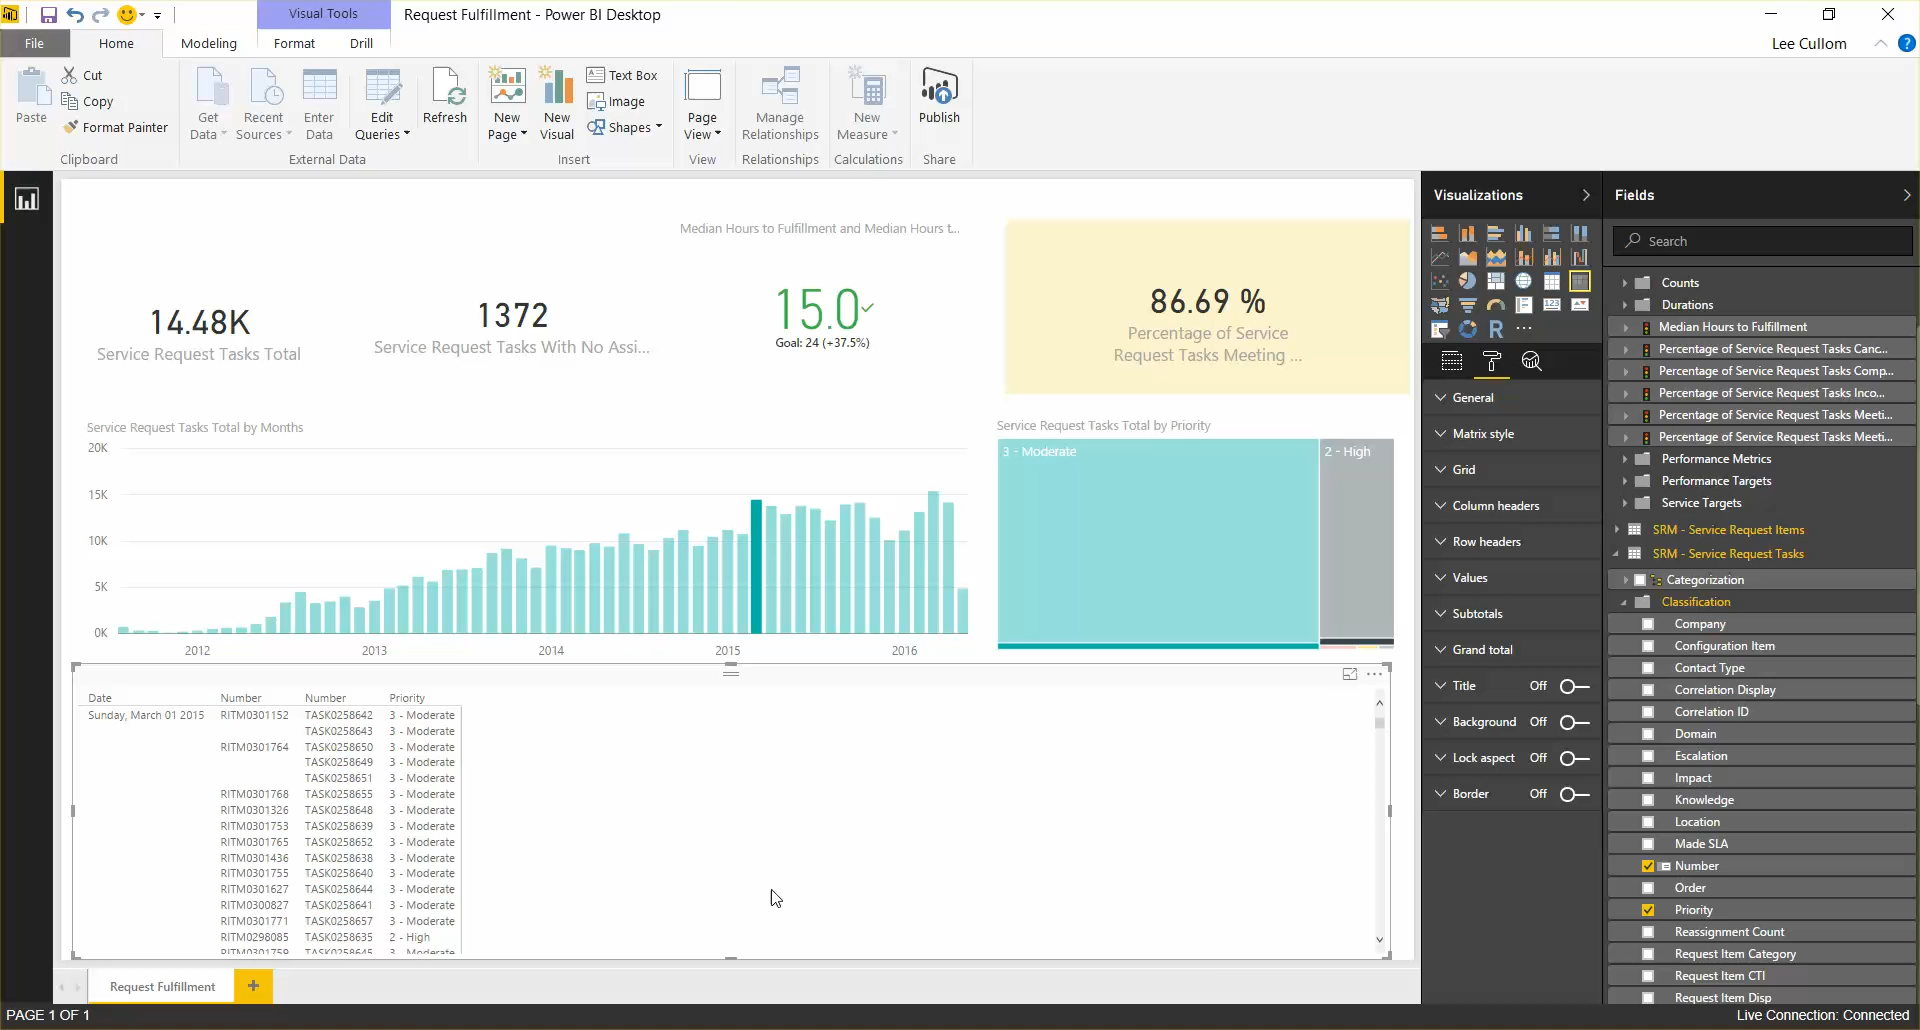 Visual Tools
Request Fulfillment - Power BI Desktop
File
Home
Modeling
Format
Drill
Lee Cullom
?
Paste
Cut
Copy
Format Painter
Clipboard
Get Data
Recent Sources
Enter Data
Edit Queries
Refresh
External Data
New Page
New Visual
Text Box
Image
Shapes
Insert
Page View
View
Manage Relationships
Relationships
New Measure
Calculations
Publish
Share
Median Hours to Fulfillment and Median Hours t...
14.48K
Service Request Tasks Total
1372
Service Request Tasks With No Assi...
15.0
Goal: 24 (+37.5%)
86.69 %
Percentage of Service
Request Tasks Meeting ...
Service Request Tasks Total by Months
20K
15K
10K
5K
0K
2012 2013 2014 2015 2016
Service Request Tasks Total by Priority
3 - Moderate
2 - High
Date Number Number Priority
Sunday, March 01 2015 RITM0301152 TASK0258642 3 - Moderate
TASK0258643 3 - Moderate
RITM0301764 TASK0258650 3 - Moderate
TASK0258649 3 - Moderate
TASK0258651 3 - Moderate
RITM0301768 TASK0258655 3 - Moderate
RITM0301326 TASK0258648 3 - Moderate
RITM0301753 TASK0258639 3 - Moderate
RITM0301765 TASK0258652 3 - Moderate
RITM0301436 TASK0258638 3 - Moderate
RITM0301755 TASK0258640 3 - Moderate
RITM0301627 TASK0258644 3 - Moderate
RITM0300827 TASK0258641 3 - Moderate
RITM0301771 TASK0258657 3 - Moderate
RITM0298085 TASK0258635 2 - High
RITM0301759 TASK0258645 3 - Moderate
Request Fulfillment
+
PAGE 1 OF 1
Live Connection: Connected
Visualizations
123
R
...
General
Matrix style
Grid
Column headers
Row headers
Values
Subtotals
Grand total
Title Off
Background Off
Lock aspect Off
Border Off
Fields
Search
Counts
Durations
Median Hours to Fulfillment
Percentage of Service Request Tasks Canc...
Percentage of Service Request Tasks Comp...
Percentage of Service Request Tasks Inco...
Percentage of Service Request Tasks Meeti...
Percentage of Service Request Tasks Meeti...
Performance Metrics
Performance Targets
Service Targets
SRM - Service Request Items
SRM - Service Request Tasks
Categorization
Classification
Company
Configuration Item
Contact Type
Correlation Display
Correlation ID
Domain
Escalation
Impact
Knowledge
Location
Made SLA
Number
Order
Priority
Reassignment Count
Request Item Category
Request Item CTI
Request Item Disp